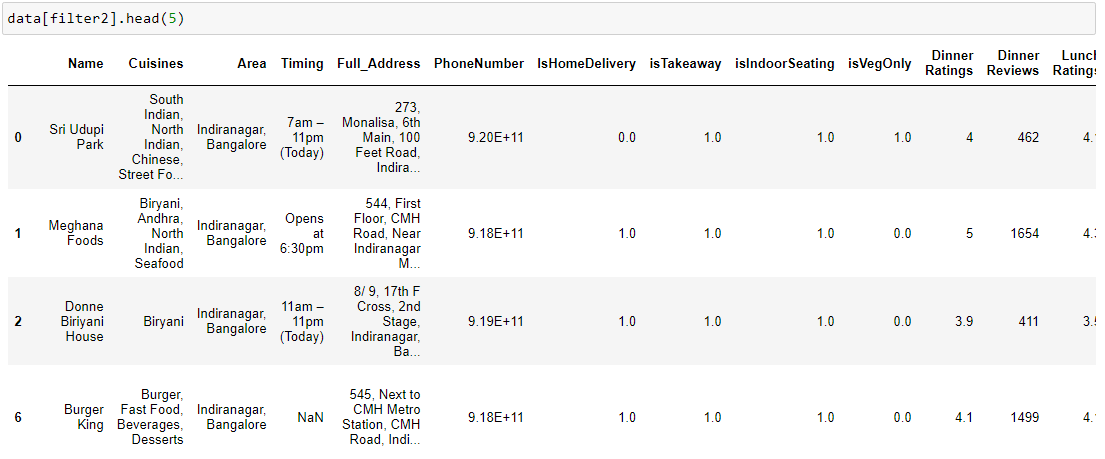 data[filter2].head(5)
Name Cuisines Area Timing Full_Address PhoneNumber IsHomeDelivery isTakeaway isIndoorSeating isVegOnly Dinner Ratings Dinner Reviews Lunch Ratings
0 Sri Udupi Park South Indian, North Indian, Chinese, Street Fo... Indiranagar, Bangalore 7am – 11pm (Today) 273, Monalisa, 6th Main, 100 Feet Road, Indira... 9.20E+11 0.0 1.0 1.0 1.0 4 462 4.
1 Meghana Foods Biryani, Andhra, North Indian, Seafood Indiranagar, Bangalore Opens at 6:30pm 544, First Floor, CMH Road, Near Indiranagar M... 9.18E+11 1.0 1.0 1.0 0.0 5 1654 4.
2 Donne Biriyani House Biryani Indiranagar, Bangalore 11am – 11pm (Today) 8/ 9, 17th F Cross, 2nd Stage, Indiranagar, Ba... 9.19E+11 1.0 1.0 1.0 0.0 3.9 411 3.
6 Burger King Burger, Fast Food, Beverages, Desserts Indiranagar, Bangalore NaN 545, Next to CMH Metro Station, CMH Road, Indi... 9.18E+11 1.0 1.0 1.0 0.0 4.1 1499 4.